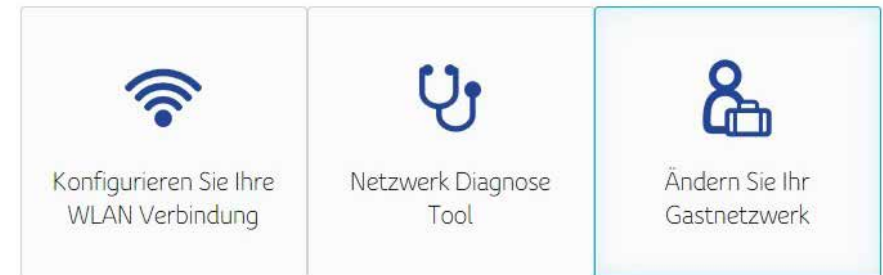 Konfigurieren Sie Ihre
WLAN Verbindung
Netzwerk Diagnose
Tool
Ändern Sie Ihr
Gastnetzwerk